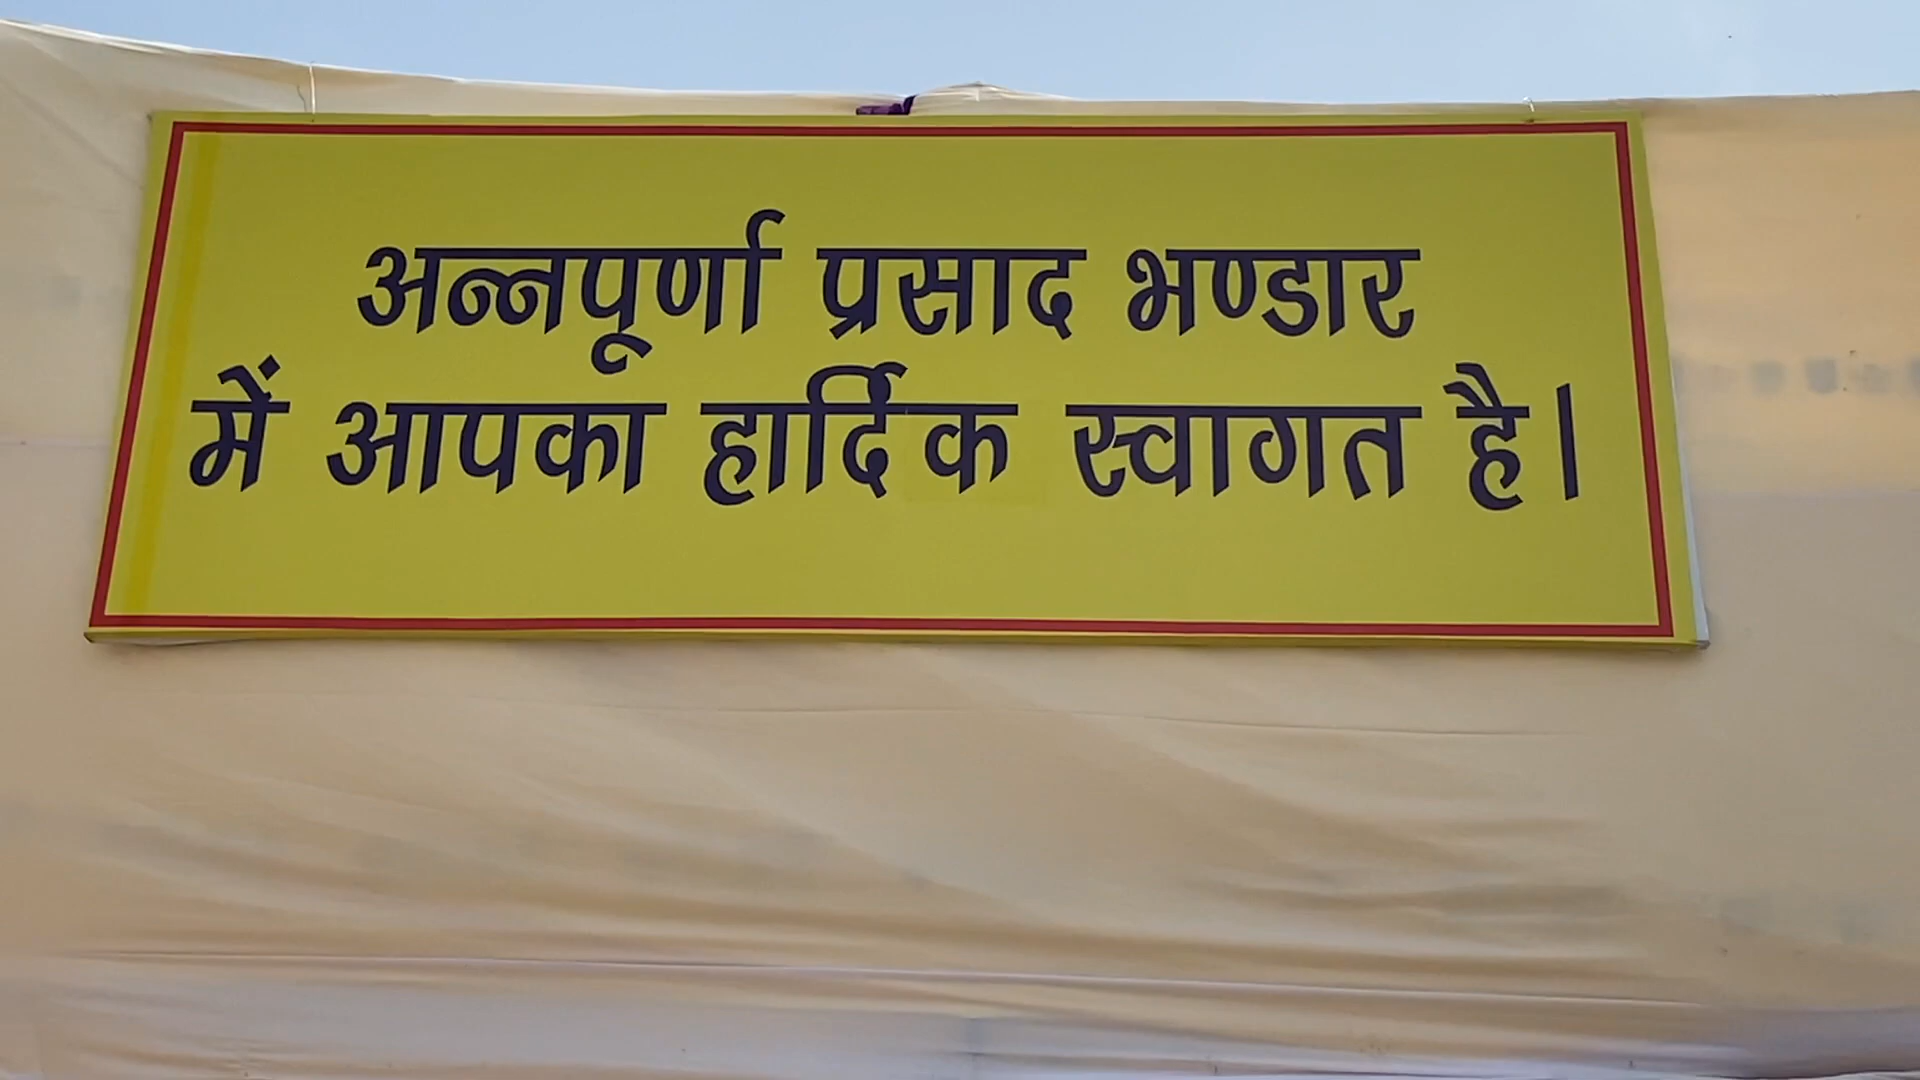 अन्नपूर्णा प्रसाद भण्डार
में आपका हार्दिक स्वागत है।